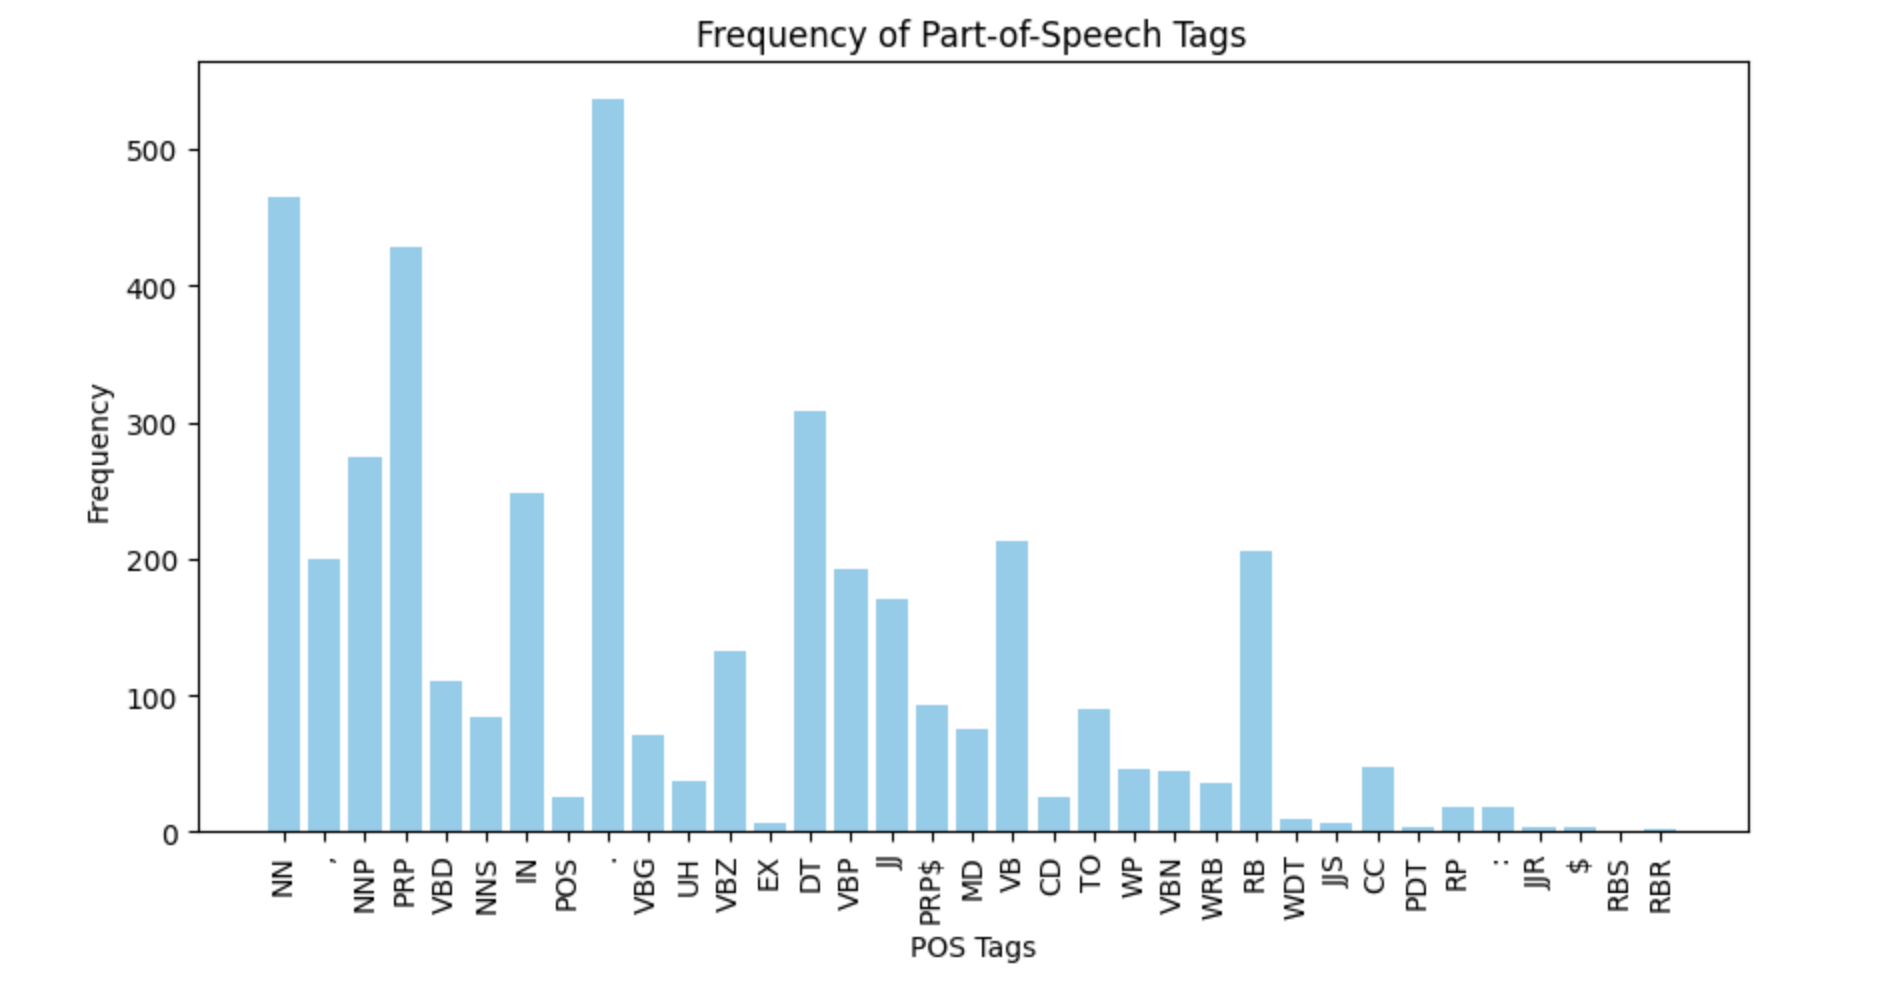 Frequency of Part-of-Speech Tags
Frequency
500
400
300
200
100
0
NN , NNP PRP VBD NNS IN POS . VBG UH VBZ EX DT VBP JJ PRP$ MD VB CD TO WP VBN WRB RB WDT JJS CC PDT RP : JJR $ RBS RBR
POS Tags